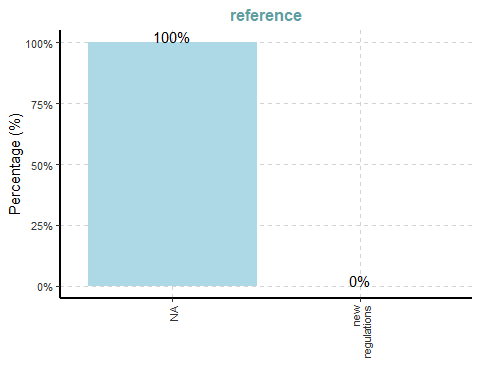 reference
Percentage (%)
100%
75%
50%
25%
0%
100%
0%
NA
new
regulations